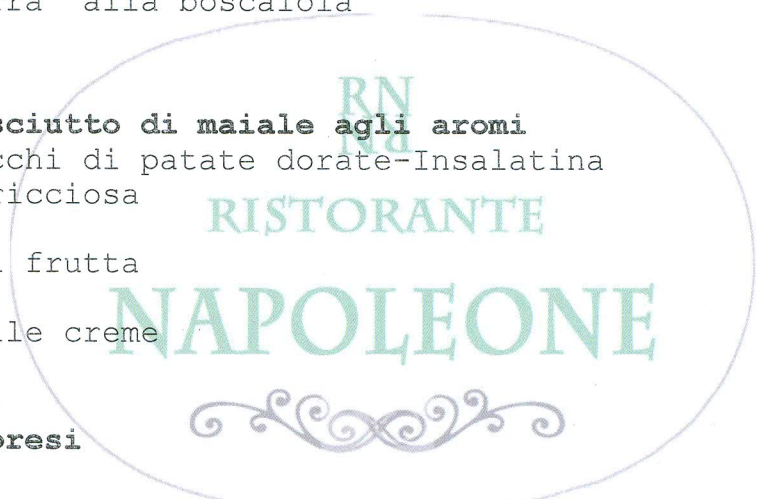 alla boscaiola
RN
sciutto di maiale agli aromi
cchi di patate dorate-Insalatina
ricciosa
RISTORANTE
frutta
NAPOLEONE
le creme
presi